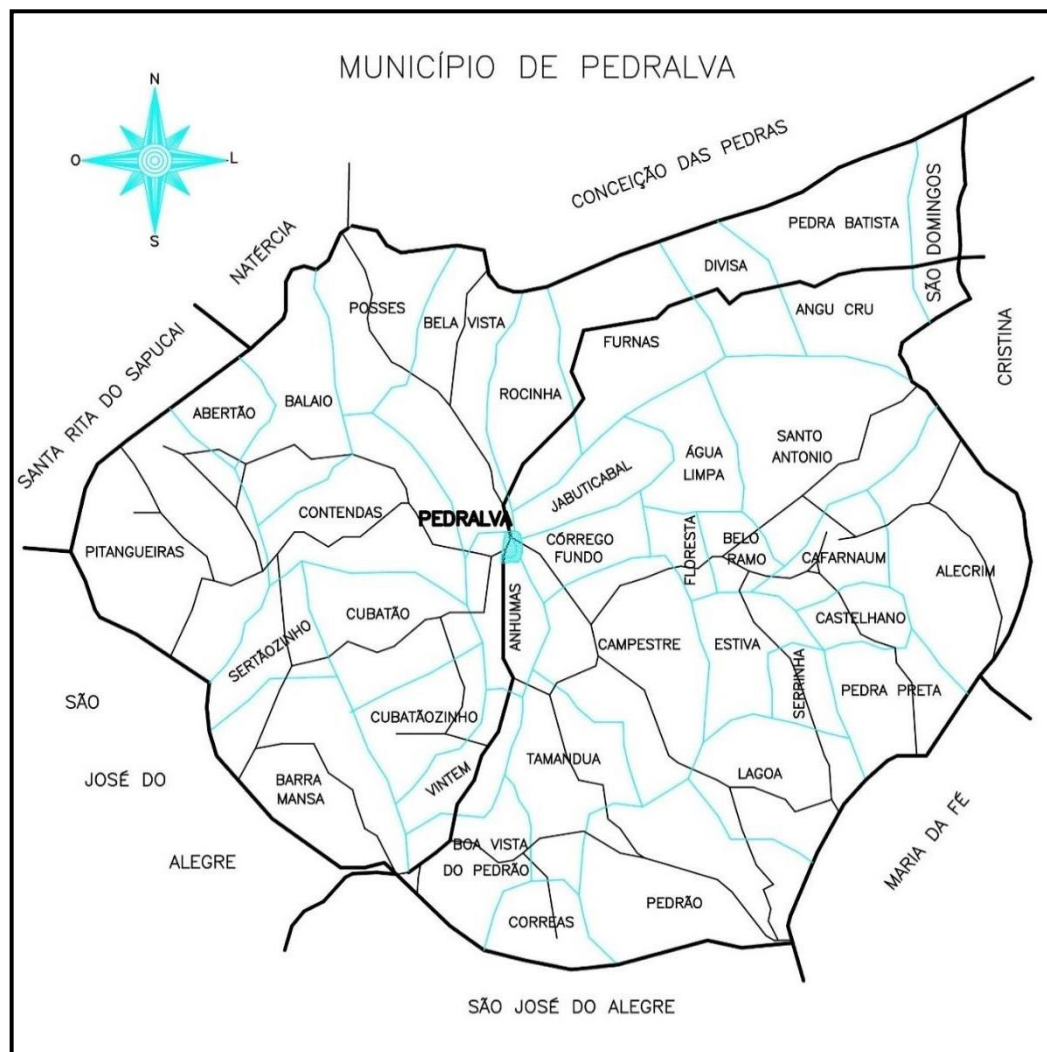 MUNICÍPIO DE PEDRALVA
N
O
L
S
CONCEIÇÃO DAS PEDRAS
NATÉRCIA
SANTA RITA DO SAPUCAI
CRISTINA
SÃO DOMINGOS
PEDRA BATISTA
DIVISA
ANGU CRU
POSSES
BELA VISTA
FURNAS
ROCINHA
ABERTÃO
BALAIO
SANTO
ANTONIO
ÁGUA
LIMPA
JABUTICABAL
CONTENDAS
PEDRALVA
PITANGUEIRAS
CÓRREGO
FUNDO
FLORESTA
BELO
RAMO
CAFARNAUM
ALECRIM
CUBATÃO
ANHUMAS
SERTÃOZINHO
CAMPESTRE
ESTIVA
CASTELHANO
SERRINHA
PEDRA PRETA
CUBATÃOZINHO
VINTEM
TAMANDUA
LAGOA
BARRA
MANSA
BOA VISTA
DO PEDRÃO
CORREAS
PEDRÃO
SÃO
JOSÉ DO
ALEGRE
MARIA DA FÉ
SÃO JOSÉ DO ALEGRE